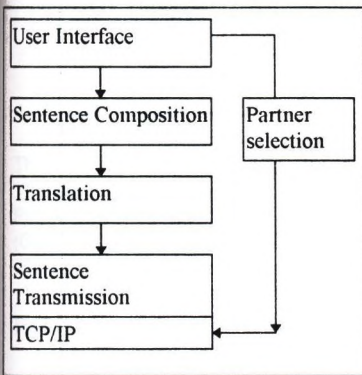 User Interface
Sentence Composition
Partner
selection
Translation
Sentence
Transmission
TCP/IP